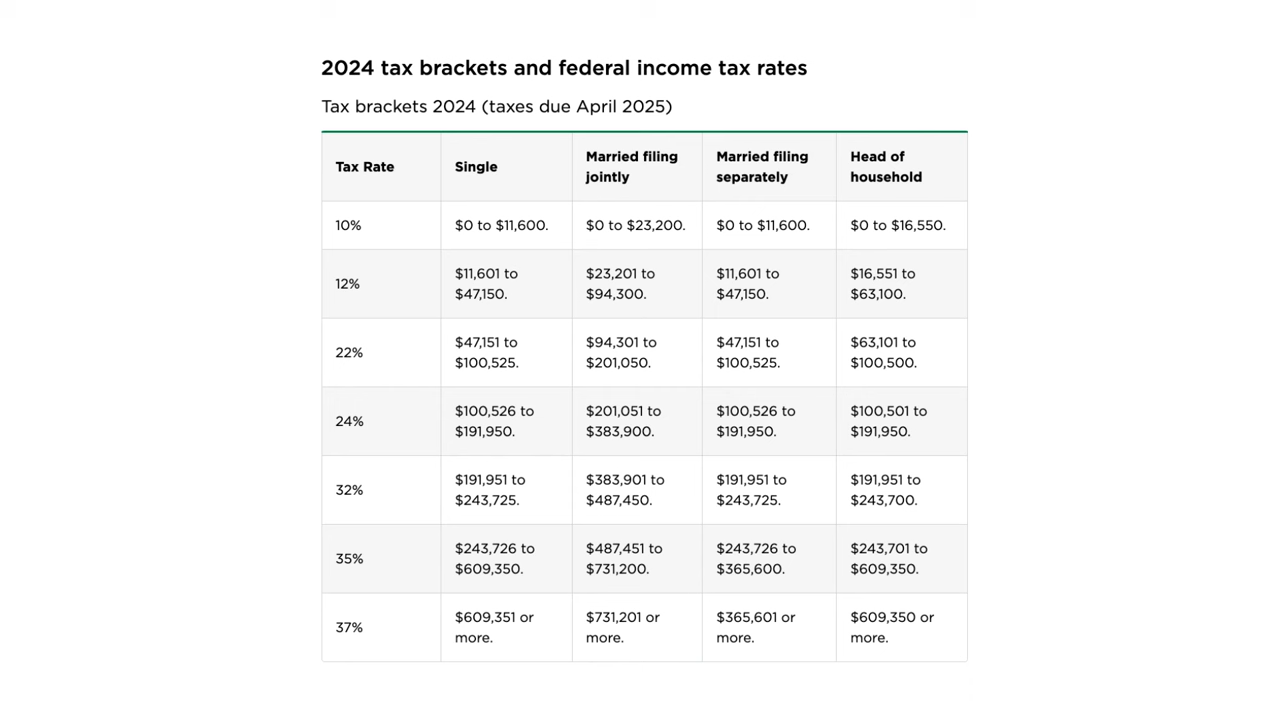 2024 tax brackets and federal income tax rates
Tax brackets 2024 (taxes due April 2025)
Tax Rate
Single
Married filing
jointly
Married filing
separately
Head of
household
10%
$0 to $11,600.
$0 to $23,200.
$0 to $11,600.
$0 to $16,550.
12%
$11,601 to
$47,150.
$23,201 to
$94,300.
$11,601 to
$47,150.
$16,551 to
$63,100.
22%
$47,151 to
$100,525.
$94,301 to
$201,050.
$47,151 to
$100,525.
$63,101 to
$100,500.
24%
$100,526 to
$191,950.
$201,051 to
$383,900.
$100,526 to
$191,950.
$100,501 to
$191,950.
32%
$191,951 to
$243,725.
$383,901 to
$487,450.
$191,951 to
$243,725.
$191,951 to
$243,700.
35%
$243,726 to
$609,350.
$487,451 to
$731,200.
$243,726 to
$365,600.
$243,701 to
$609,350.
37%
$609,351 or
more.
$731,201 or
more.
$365,601 or
more.
$609,350 or
more.